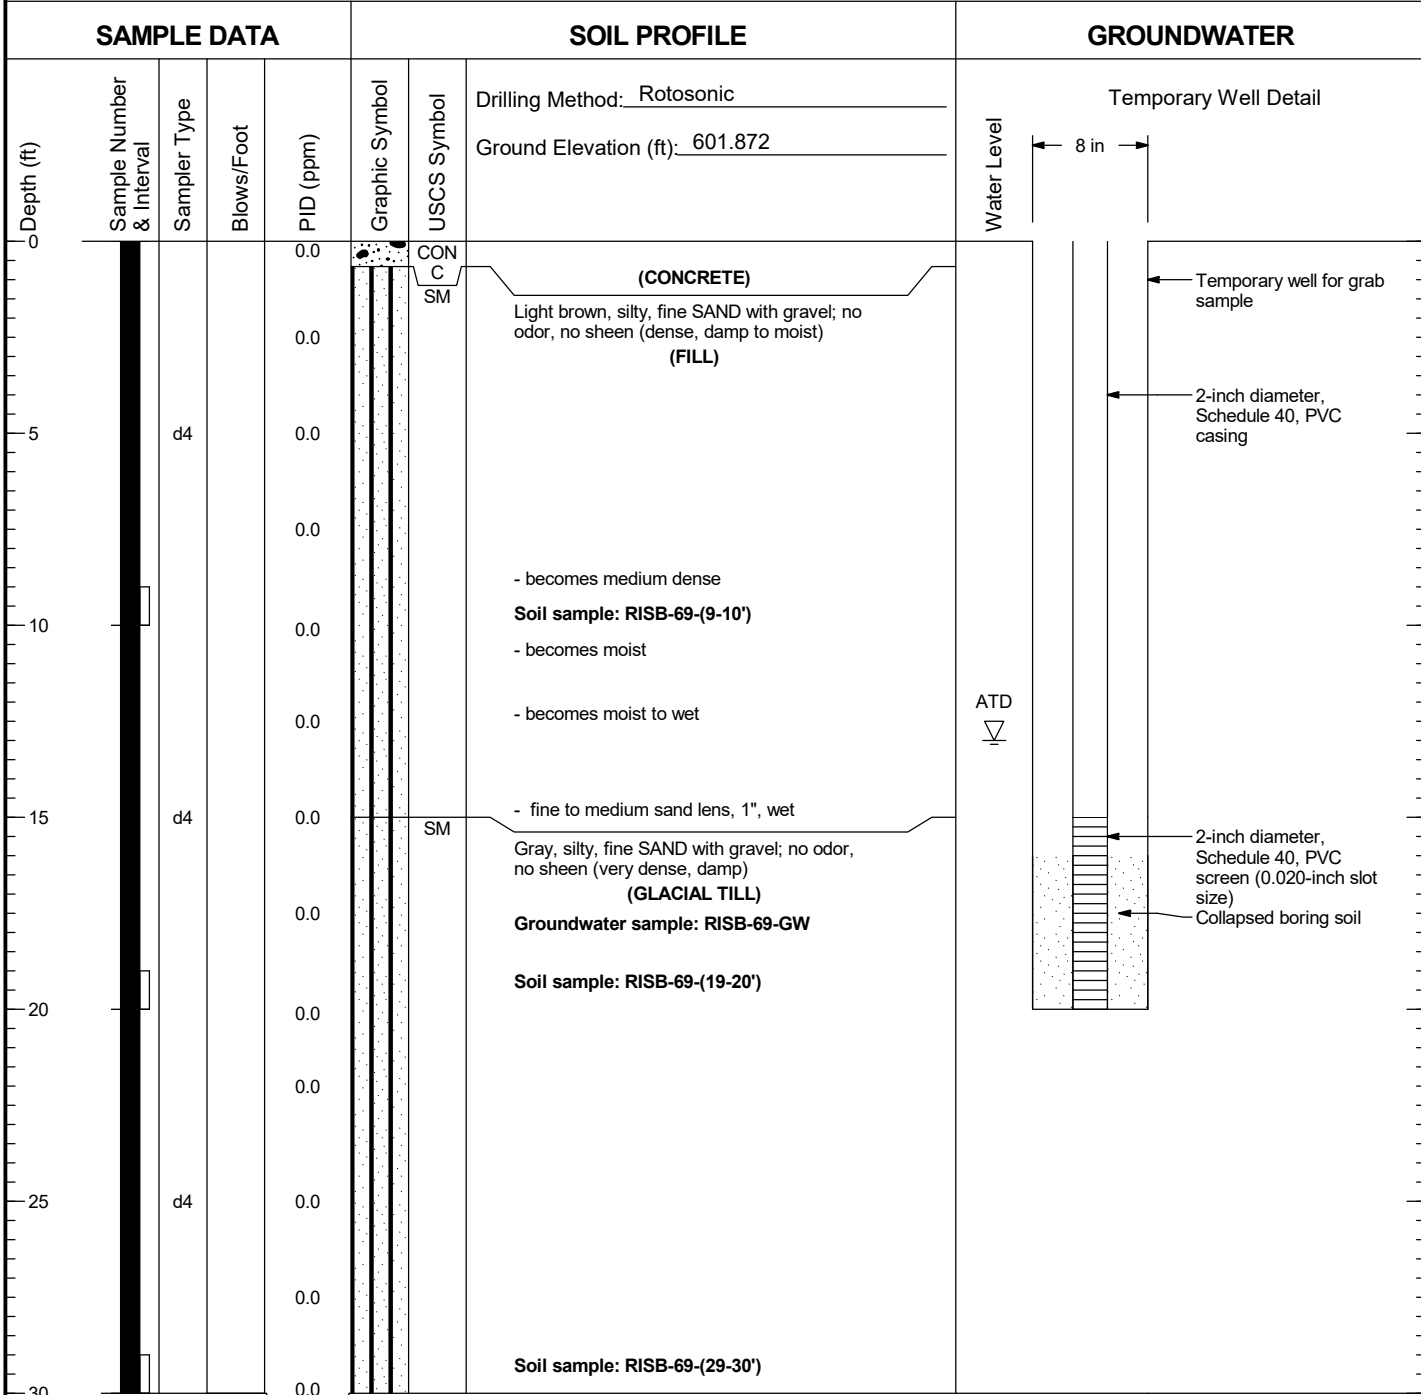 SAMPLE DATA
SOIL PROFILE
GROUNDWATER
Depth (ft)
Sample Number
& Interval
Sampler Type
Blows/Foot
PID (ppm)
Graphic Symbol
USCS Symbol
Drilling Method: Rotosonic
Ground Elevation (ft): 601.872
Water Level
Temporary Well Detail
8 in
0
0.0
CON
C
SM
(CONCRETE)
Light brown, silty, fine SAND with gravel; no
odor, no sheen (dense, damp to moist)
(FILL)
Temporary well for grab
sample
0.0
2-inch diameter,
Schedule 40, PVC
casing
5
d4
0.0
0.0
- becomes medium dense
Soil sample: RISB-69-(9-10')
10
0.0
- becomes moist
- becomes moist to wet
0.0
ATD
- fine to medium sand lens, 1", wet
15
d4
0.0
SM
Gray, silty, fine SAND with gravel; no odor,
no sheen (very dense, damp)
(GLACIAL TILL)
2-inch diameter,
Schedule 40, PVC
screen (0.020-inch slot
size)
Collapsed boring soil
0.0
Groundwater sample: RISB-69-GW
Soil sample: RISB-69-(19-20')
20
0.0
0.0
25
d4
0.0
0.0
Soil sample: RISB-69-(29-30')
30
0.0